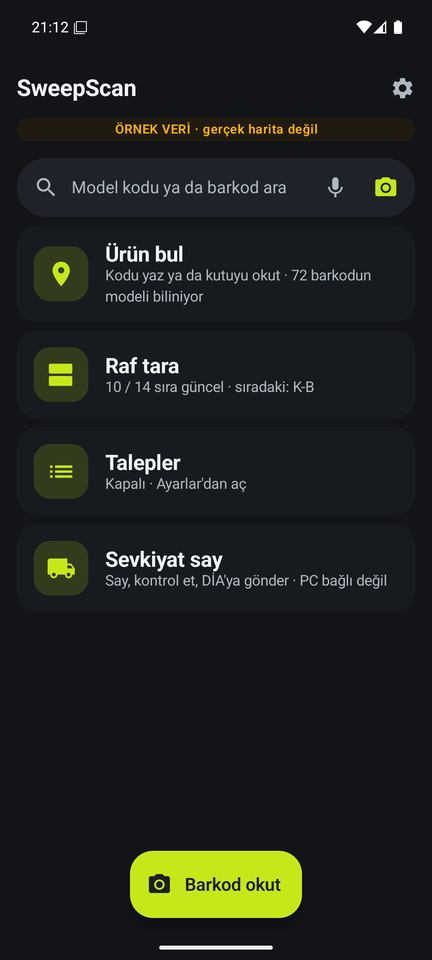 21:12
SweepScan
ÖRNEK VERİ · gerçek harita değil
Model kodu ya da barkod ara
Ürün bul
Kodu yaz ya da kutuyu okut · 72 barkodun
modeli biliniyor
Raf tara
10 / 14 sıra güncel · sıradaki: K-B
Talepler
Kapalı · Ayarlar'dan aç
Sevkiyat say
Say, kontrol et, DİA'ya gönder · PC bağlı değil
Barkod okut